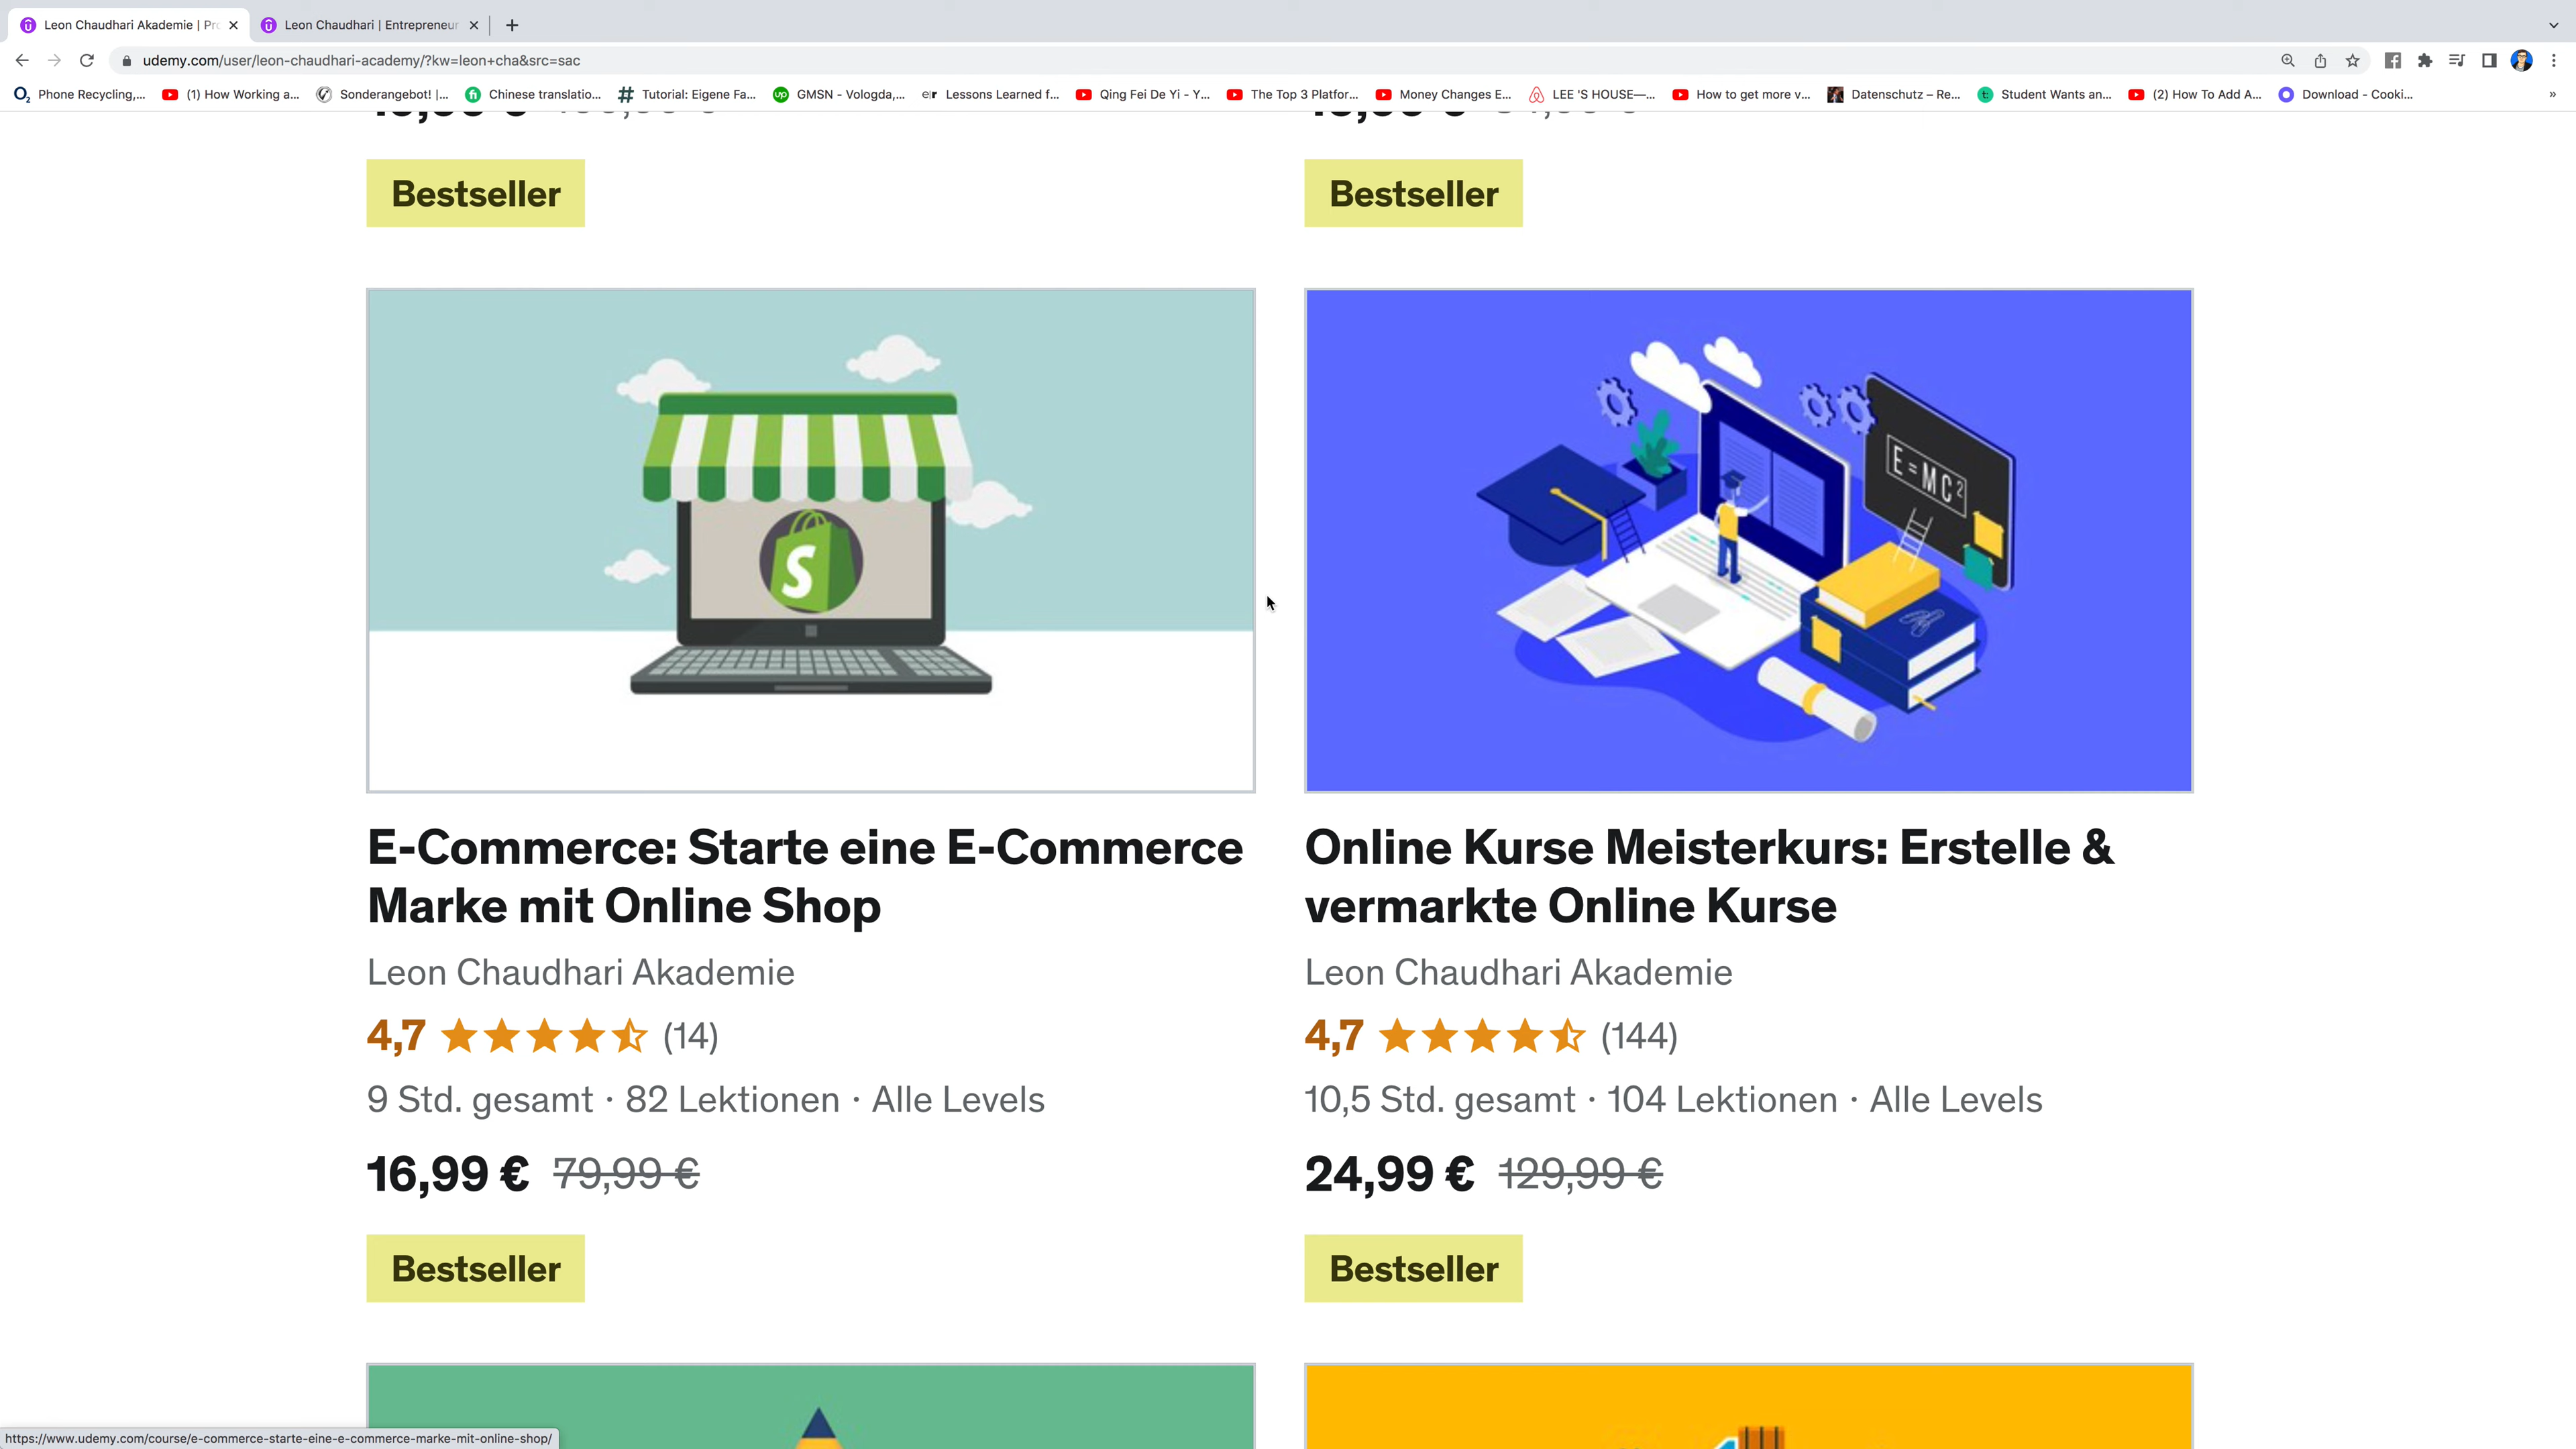 Leon Chaudhari Akademie | Pr
Leon Chaudhari | Entrepreneur
udemy.com/user/leon-chaudhari-academy/?kw=leon+cha&src=sac
Phone Recycling,...
(1) How Working a...
Sonderangebot! |...
Chinese translatio...
Tutorial: Eigene Fa...
GMSN - Vologda,...
Lessons Learned f...
Qing Fei De Yi - Y...
The Top 3 Platfor...
Money Changes E...
LEE 'S HOUSE—...
How to get more v...
Datenschutz – Re...
Student Wants an...
(2) How To Add A...
Download - Cooki...
Bestseller
Bestseller
E=MC²
E-Commerce: Starte eine E-Commerce
Marke mit Online Shop
Leon Chaudhari Akademie
4,7 (14)
9 Std. gesamt · 82 Lektionen · Alle Levels
16,99 € 79,99 €
Bestseller
Online Kurse Meisterkurs: Erstelle &
vermarkte Online Kurse
Leon Chaudhari Akademie
4,7 (144)
10,5 Std. gesamt · 104 Lektionen · Alle Levels
24,99 € 129,99 €
Bestseller
https://www.udemy.com/course/e-commerce-starte-eine-e-commerce-marke-mit-online-shop/